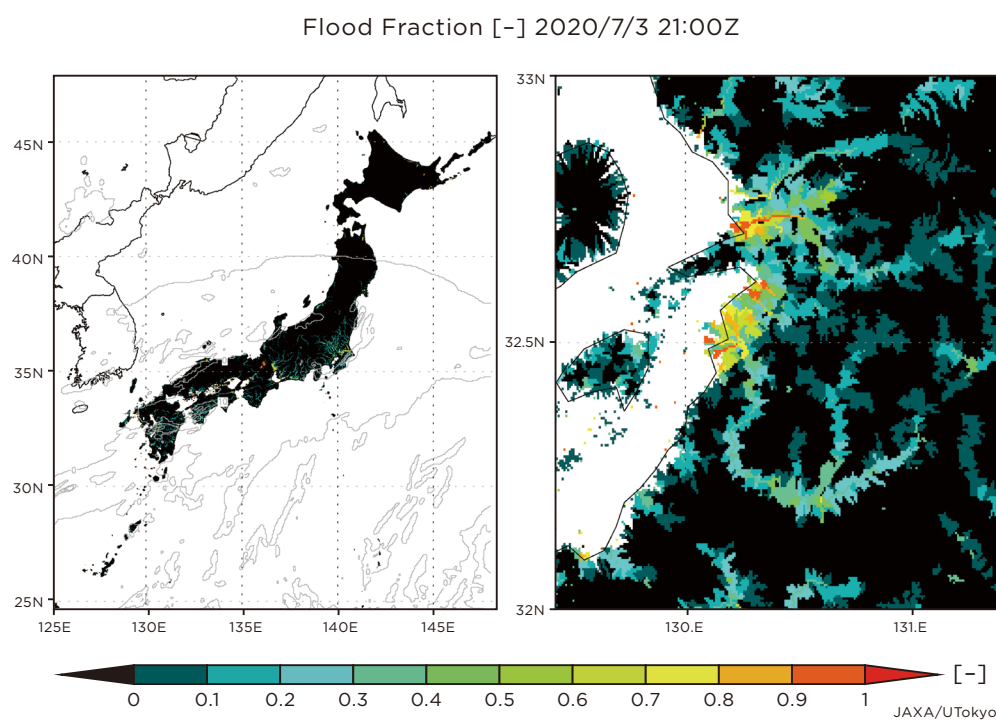 Flood Fraction [–] 2020/7/3 21:00Z
45N
40N
35N
30N
25N
125E
130E
135E
140E
145E
33N
32.5N
32N
130.E
131.E
0
0.1
0.2
0.3
0.4
0.5
0.6
0.7
0.8
0.9
1
[–]
JAXA/UTokyo